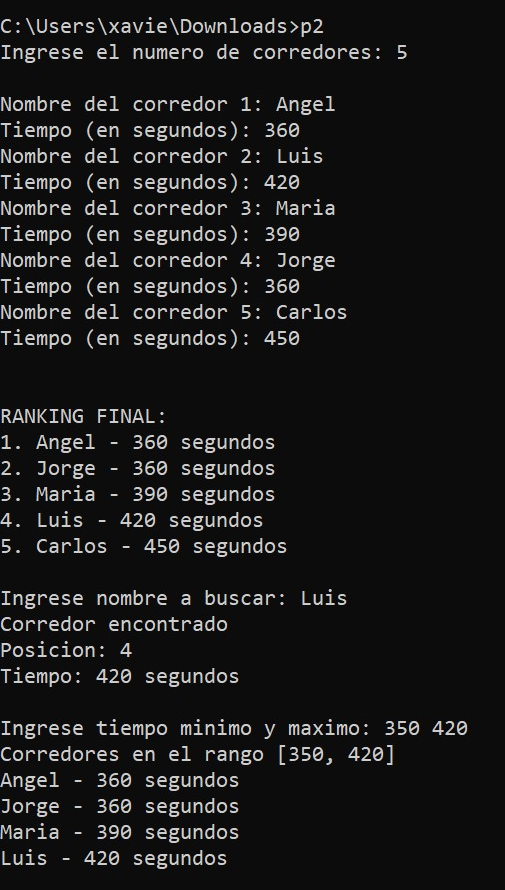 C:\Users\xavie\Downloads>p2
Ingrese el numero de corredores: 5
Nombre del corredor 1: Angel
Tiempo (en segundos): 360
Nombre del corredor 2: Luis
Tiempo (en segundos): 420
Nombre del corredor 3: Maria
Tiempo (en segundos): 390
Nombre del corredor 4: Jorge
Tiempo (en segundos): 360
Nombre del corredor 5: Carlos
Tiempo (en segundos): 450
RANKING FINAL:
1. Angel - 360 segundos
2. Jorge - 360 segundos
3. Maria - 390 segundos
4. Luis - 420 segundos
5. Carlos - 450 segundos
Ingrese nombre a buscar: Luis
Corredor encontrado
Posicion: 4
Tiempo: 420 segundos
Ingrese tiempo minimo y maximo: 350 420
Corredores en el rango [350, 420]
Angel - 360 segundos
Jorge - 360 segundos
Maria - 390 segundos
Luis - 420 segundos